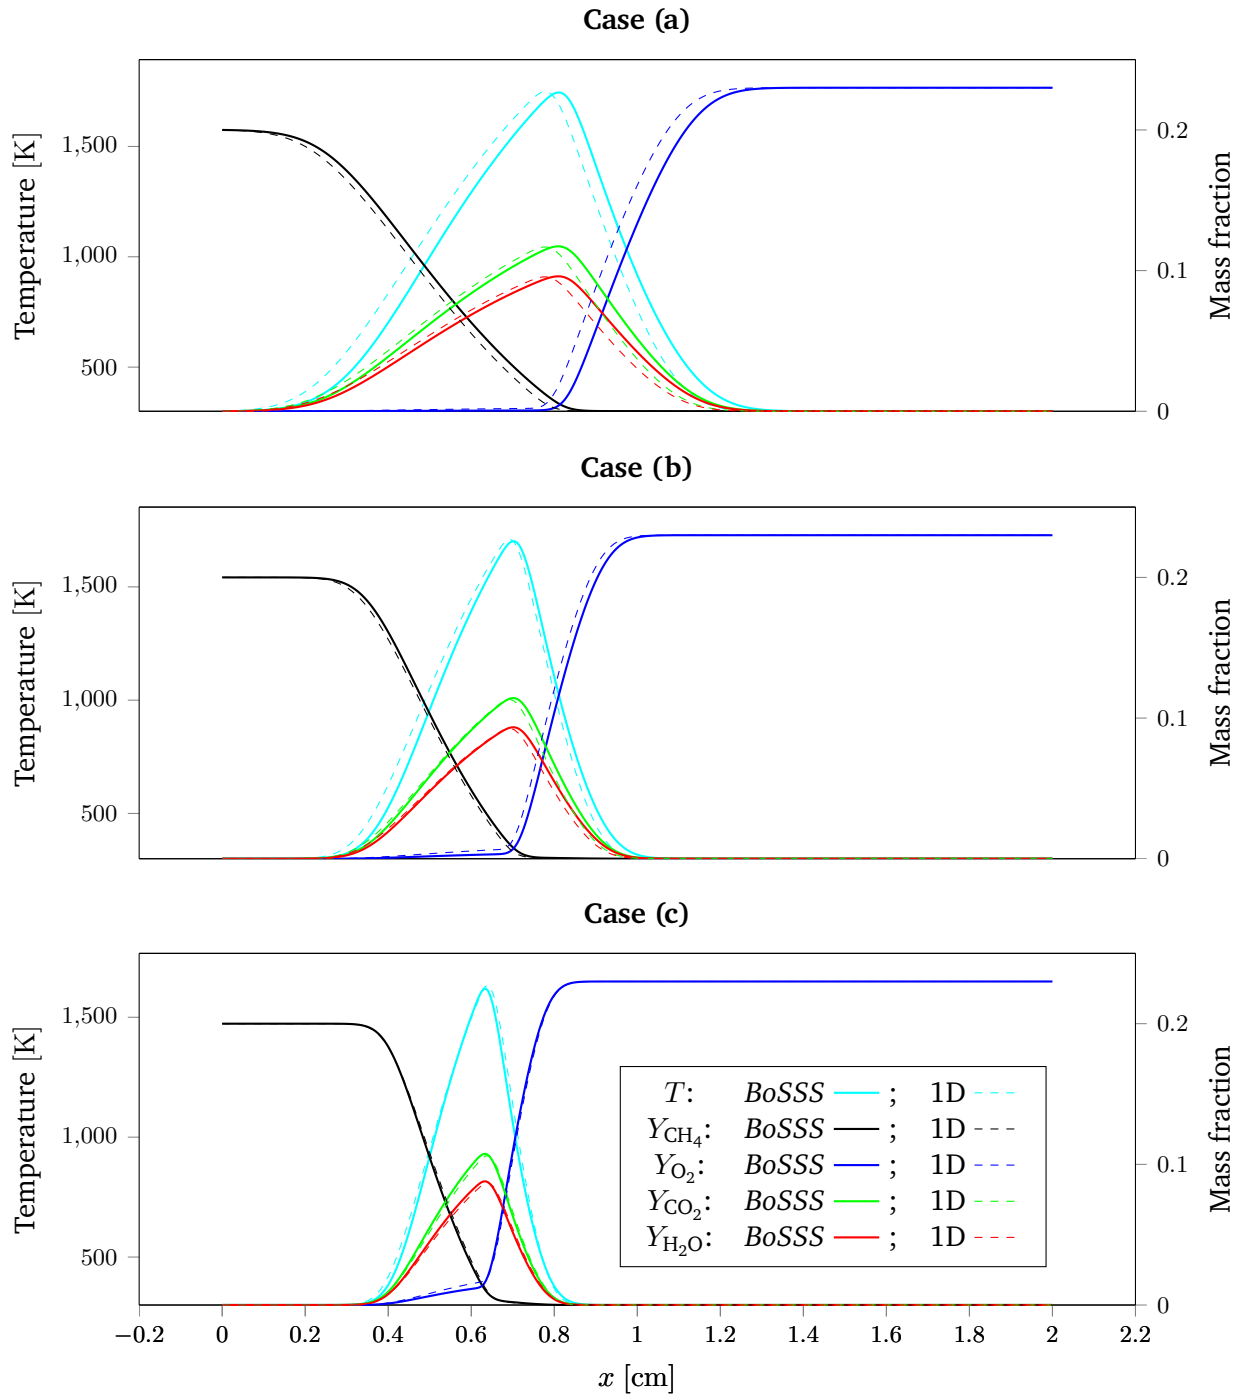 Case (a)
Temperature [K]
1,500
1,000
500
0.2
0.1
0
Mass fraction
Case (b)
Temperature [K]
1,500
1,000
500
0.2
0.1
0
Mass fraction
Case (c)
Temperature [K]
1,500
1,000
500
0.2
0.1
0
Mass fraction
T: BoSSS ; 1D
Y_CH₄: BoSSS ; 1D
Y_O₂: BoSSS ; 1D
Y_CO₂: BoSSS ; 1D
Y_H₂O: BoSSS ; 1D
−0.2 0 0.2 0.4 0.6 0.8 1 1.2 1.4 1.6 1.8 2 2.2
x [cm]